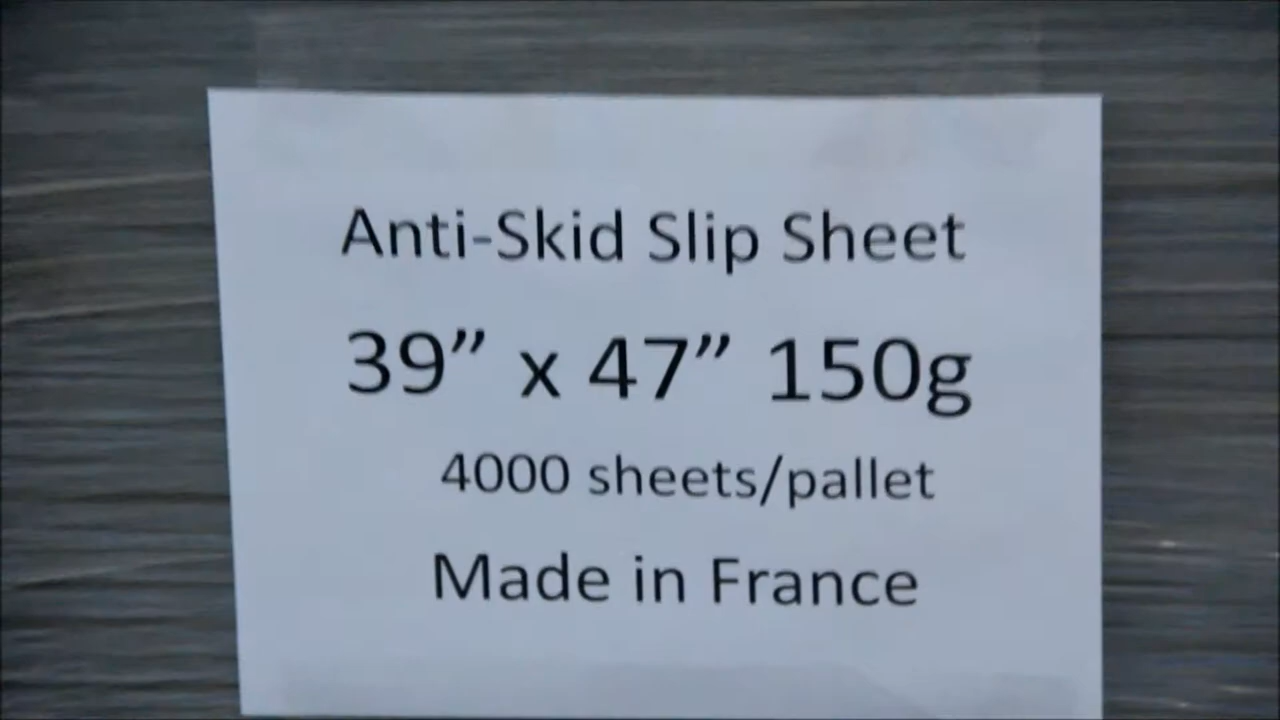 Anti-Skid Slip Sheet
39” x 47” 150g
4000 sheets/pallet
Made in France